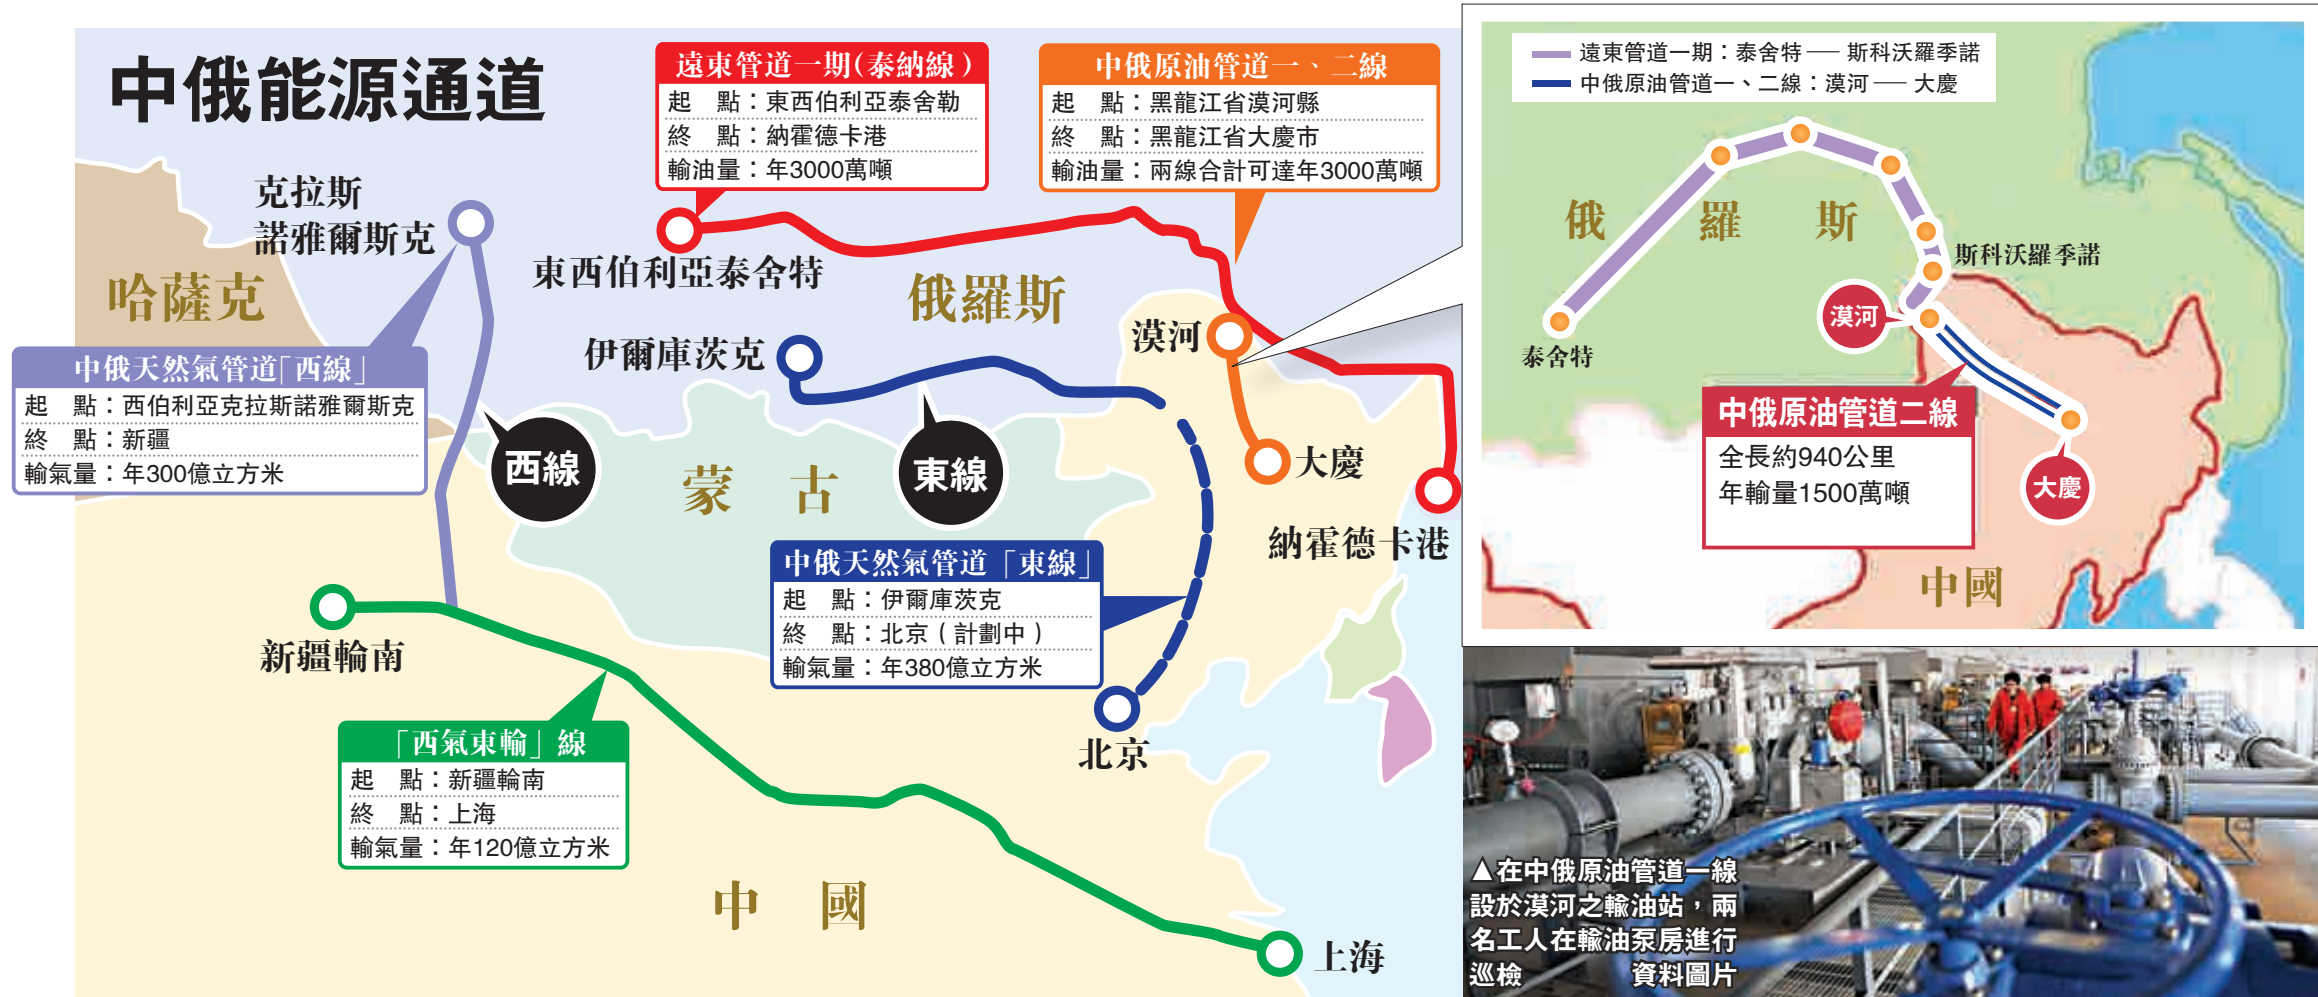 中俄能源通道
遠東管道一期(泰納線)
起　點：東西伯利亞泰舍勒
終　點：納霍德卡港
輸油量：年3000萬噸
中俄原油管道一、二線
起　點：黑龍江省漠河縣
終　點：黑龍江省大慶市
輸油量：兩線合計可達年3000萬噸
克拉斯
諾雅爾斯克
東西伯利亞泰舍特
哈薩克
俄羅斯
伊爾庫茨克
漠河
中俄天然氣管道「西線」
起　點：西伯利亞克拉斯諾雅爾斯克
終　點：新疆
輸氣量：年300億立方米
西線
東線
蒙　古
大慶
納霍德卡港
中俄天然氣管道「東線」
起　點：伊爾庫茨克
終　點：北京（計劃中）
輸氣量：年380億立方米
新疆輪南
北京
「西氣東輸」線
起　點：新疆輪南
終　點：上海
輸氣量：年120億立方米
中　國
上海
遠東管道一期：泰舍特── 斯科沃羅季諾
中俄原油管道一、二線：漠河── 大慶
俄　羅　斯
斯科沃羅季諾
漠河
泰舍特
中俄原油管道二線
全長約940公里
年輸量1500萬噸
大慶
中國
▲在中俄原油管道一線
設於漠河之輸油站，兩
名工人在輸油泵房進行
巡檢　　　資料圖片